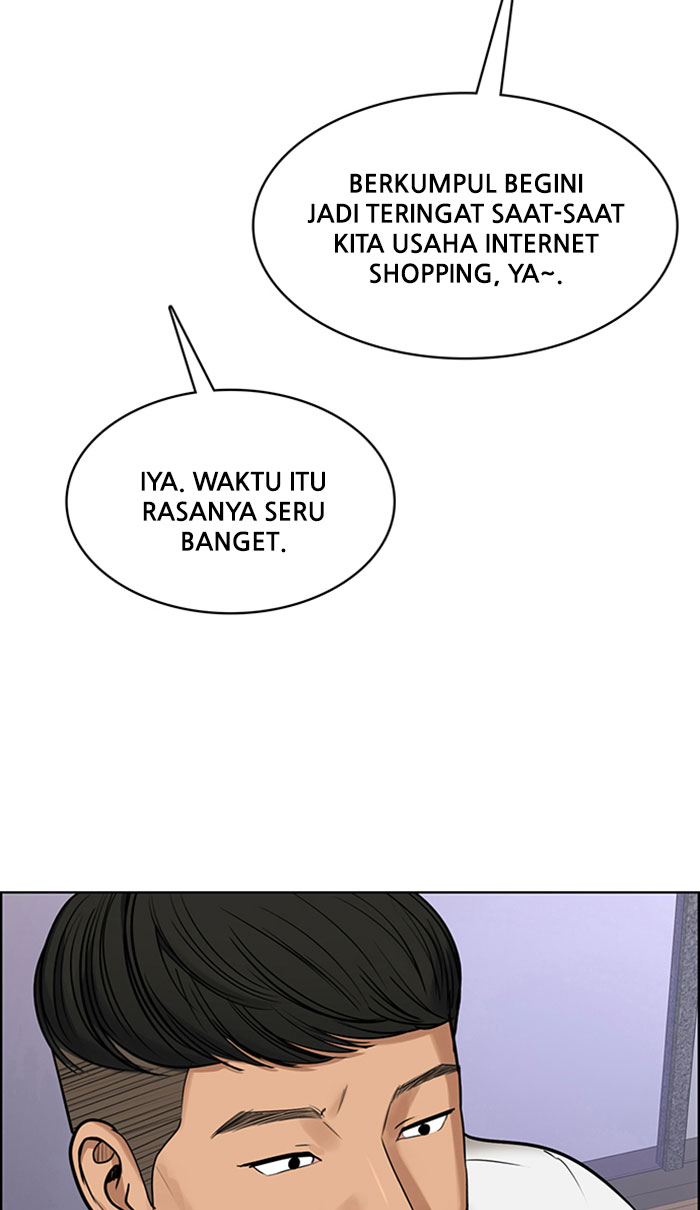 BERKUMPUL BEGINI
JADI TERINGAT SAAT-SAAT
KITA USAHA INTERNET
SHOPPING, YA~.
IYA. WAKTU ITU
RASANYA SERU
BANGET.